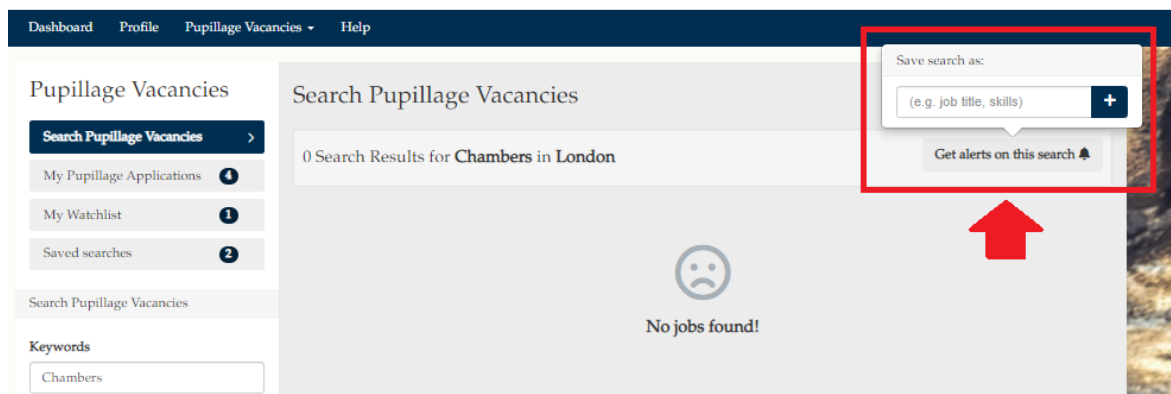 Dashboard Profile Pupillage Vacancies Help
Save search as:
(e.g. job title, skills) +
Get alerts on this search
Pupillage Vacancies
Search Pupillage Vacancies
My Pupillage Applications 4
My Watchlist 1
Saved searches 2
Search Pupillage Vacancies
Keywords
Chambers
Search Pupillage Vacancies
0 Search Results for Chambers in London
No jobs found!